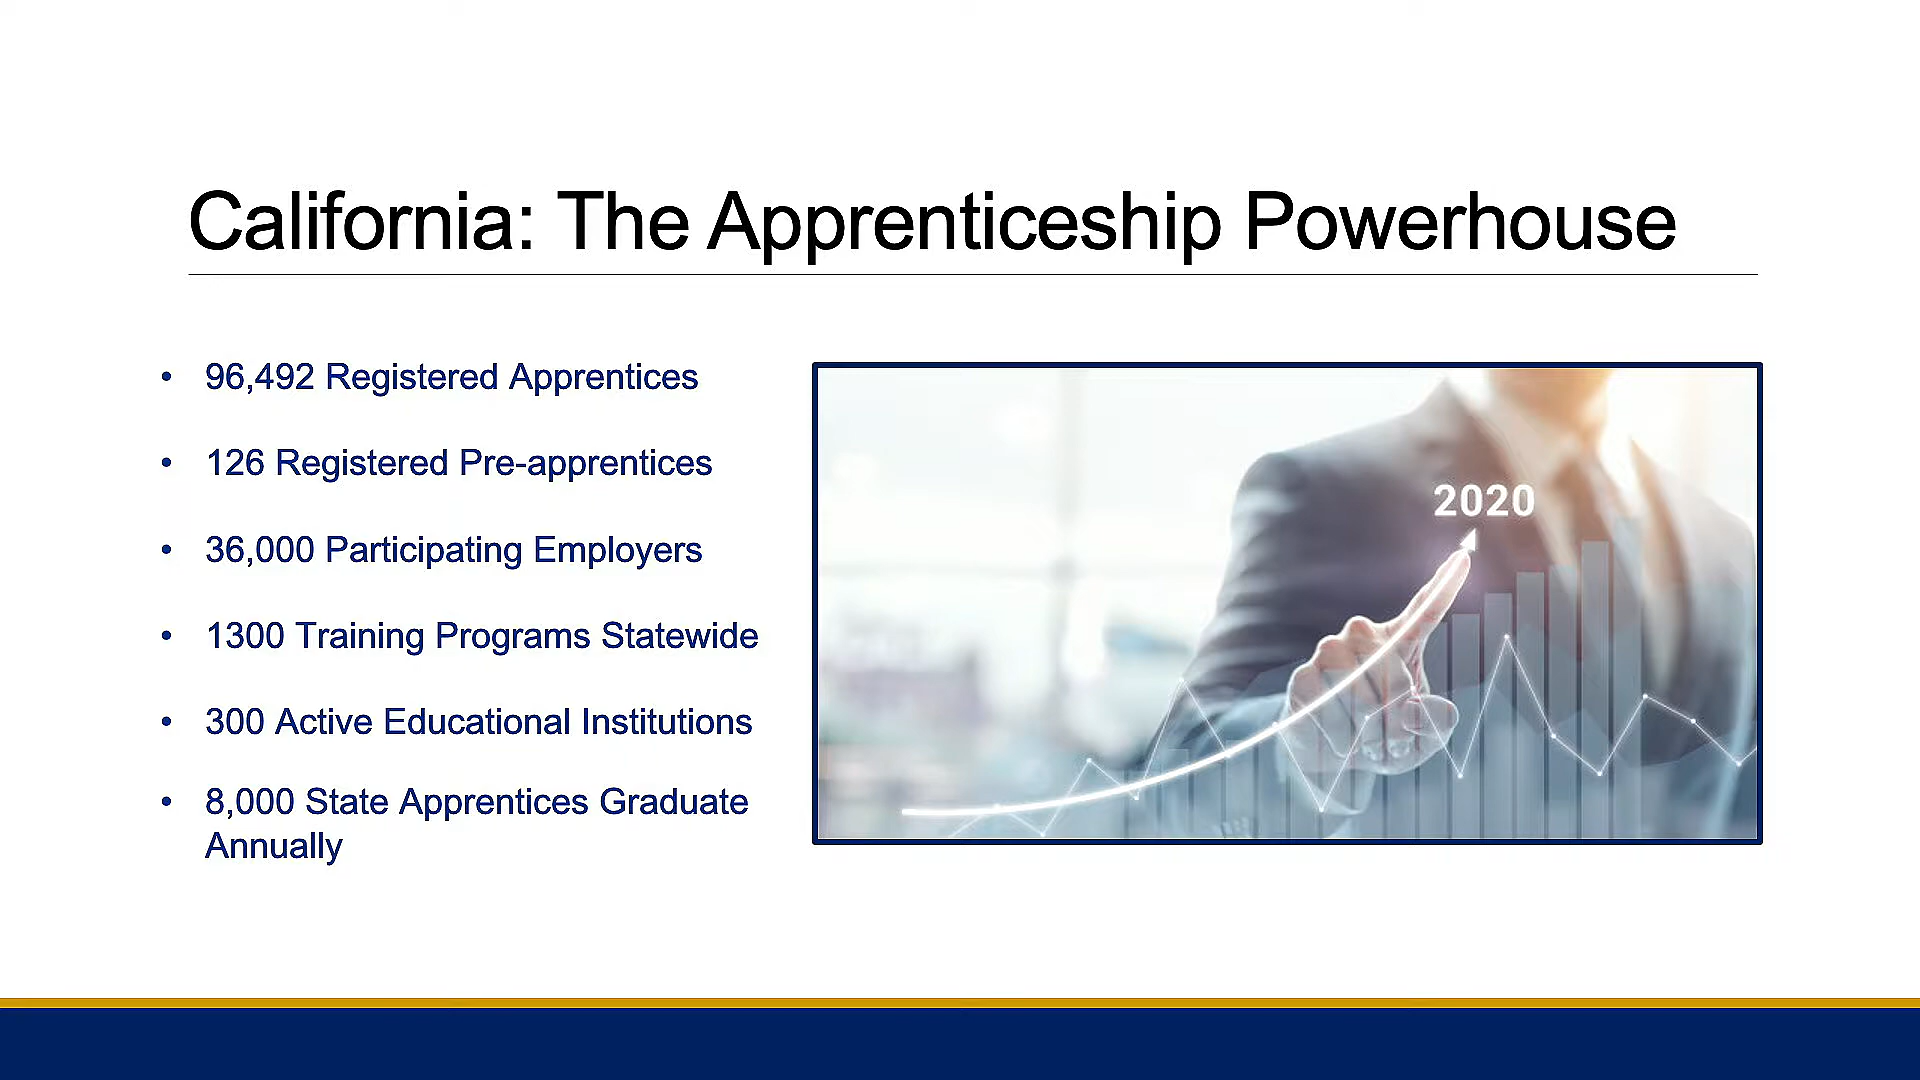 California: The Apprenticeship Powerhouse
• 96,492 Registered Apprentices
• 126 Registered Pre-apprentices
• 36,000 Participating Employers
• 1300 Training Programs Statewide
• 300 Active Educational Institutions
• 8,000 State Apprentices Graduate
Annually
2020